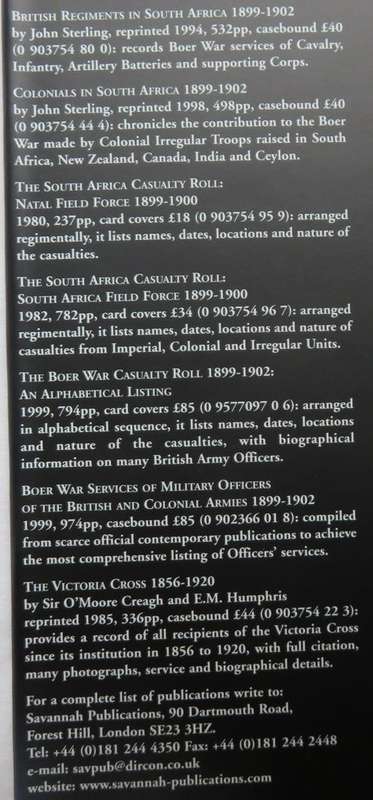 BRITISH REGIMENTS IN SOUTH AFRICA 1899-1902
by John Sterling, reprinted 1994, 532pp, casebound £40
(0 903754 80 0): records Boer War services of Cavalry,
Infantry, Artillery Batteries and supporting Corps.
COLONIALS IN SOUTH AFRICA 1899-1902
by John Sterling, reprinted 1998, 498pp, casebound £40
(0 903754 44 4): chronicles the contribution to the Boer
War made by Colonial Irregular Troops raised in South
Africa, New Zealand, Canada, India and Ceylon.
THE SOUTH AFRICA CASUALTY ROLL:
NATAL FIELD FORCE 1899-1900
1980, 237pp, card covers £18 (0 903754 95 9): arranged
regimentally, it lists names, dates, locations and nature of
the casualties.
THE SOUTH AFRICA CASUALTY ROLL:
SOUTH AFRICA FIELD FORCE 1899-1900
1982, 782pp, card covers £34 (0 903754 96 7): arranged
regimentally, it lists names, dates, locations and nature of
casualties from Imperial, Colonial and Irregular Units.
THE BOER WAR CASUALTY ROLL 1899-1902:
AN ALPHABETICAL LISTING
1999, 794pp, card covers £85 (0 9577097 0 6): arranged
in alphabetical sequence, it lists names, dates, locations
and nature of the casualties, with biographical
information on many British Army Officers.
BOER WAR SERVICES OF MILITARY OFFICERS
OF THE BRITISH AND COLONIAL ARMIES 1899-1902
1999, 974pp, casebound £85 (0 902366 01 8): compiled
from scarce official contemporary publications to achieve
the most comprehensive listing of Officers' services.
THE VICTORIA CROSS 1856-1920
by Sir O'Moore Creagh and E.M. Humphris
reprinted 1985, 336pp, casebound £44 (0 903754 22 3):
provides a record of all recipients of the Victoria Cross
since its institution in 1856 to 1920, with full citation,
many photographs, service and biographical details.
For a complete list of publications write to:
Savannah Publications, 90 Dartmouth Road,
Forest Hill, London SE23 3HZ.
Tel: +44 (0)181 244 4350 Fax: +44 (0)181 244 2448
e-mail: savpub@dircon.co.uk
website: www.savannah-publications.com